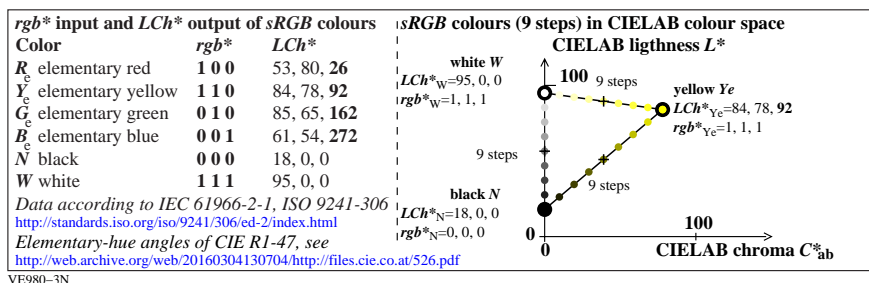 rgb* input and LCh* output of sRGB colours
Color rgb* LCh*
Re elementary red 1 0 0 53, 80, 26
Ye elementary yellow 1 1 0 84, 78, 92
Ge elementary green 0 1 0 85, 65, 162
Be elementary blue 0 0 1 61, 54, 272
N black 0 0 0 18, 0, 0
W white 1 1 1 95, 0, 0
Data according to IEC 61966-2-1, ISO 9241-306
http://standards.iso.org/iso/9241/306/ed-2/index.html
Elementary-hue angles of CIE R1-47, see
http://web.archive.org/web/20160304130704/http://files.cie.co.at/526.pdf
sRGB colours (9 steps) in CIELAB colour space
CIELAB ligthness L*
white W
LCh*W=95, 0, 0
rgb*W=1, 1, 1
100
9 steps
yellow Ye
LCh*Ye=84, 78, 92
rgb*Ye=1, 1, 1
9 steps
9 steps
black N
LCh*N=18, 0, 0
rgb*N=0, 0, 0
0
0
100
CIELAB chroma C*ab
VE980-3N